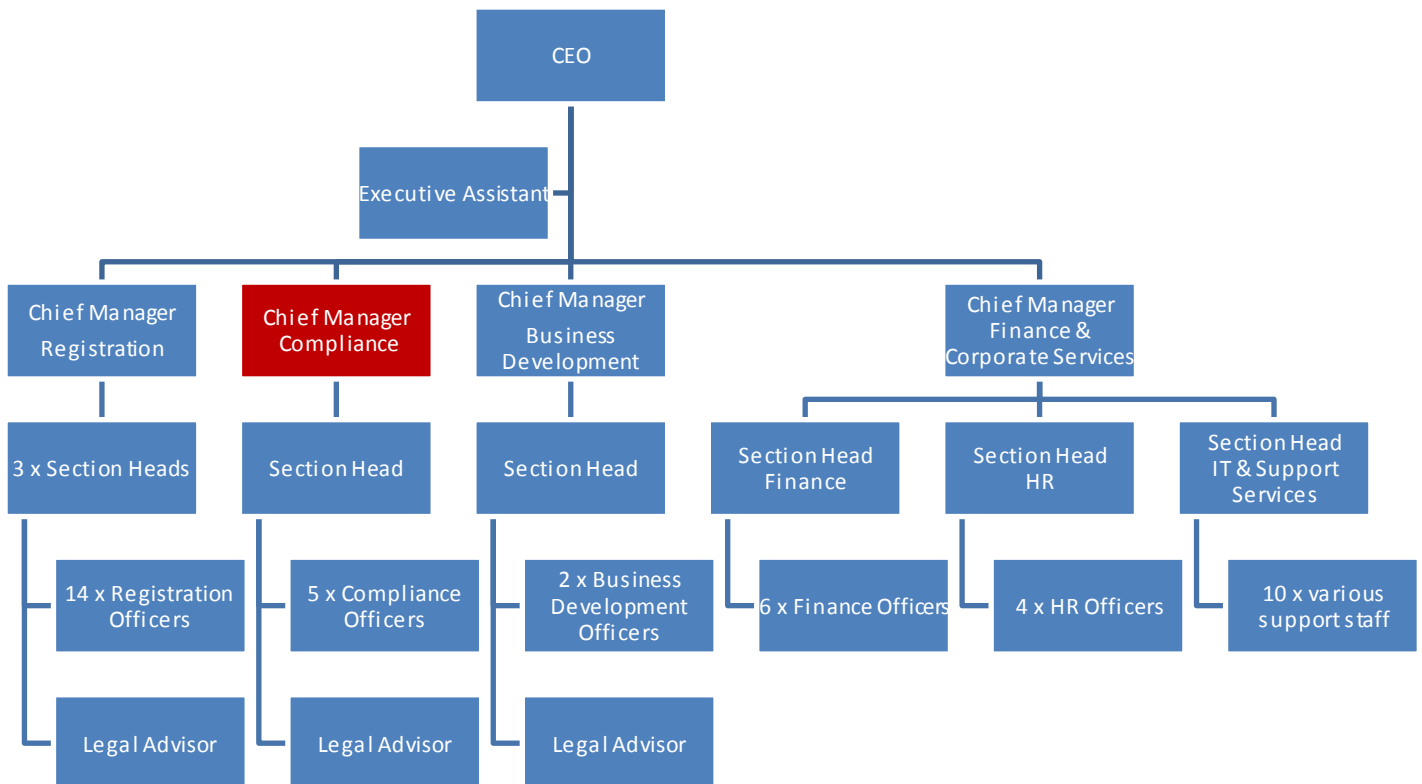 CEO
Executive Assistant
Chief Manager
Registration
Chief Manager
Compliance
Chief Manager
Business
Development
Chief Manager
Finance &
Corporate Services
3 x Section Heads
Section Head
Section Head
Section Head
Finance
Section Head
HR
Section Head
IT & Support
Services
14 x Registration
Officers
5 x Compliance
Officers
2 x Business
Development
Officers
6 x Finance Officers
4 x HR Officers
10 x various
support staff
Legal Advisor
Legal Advisor
Legal Advisor